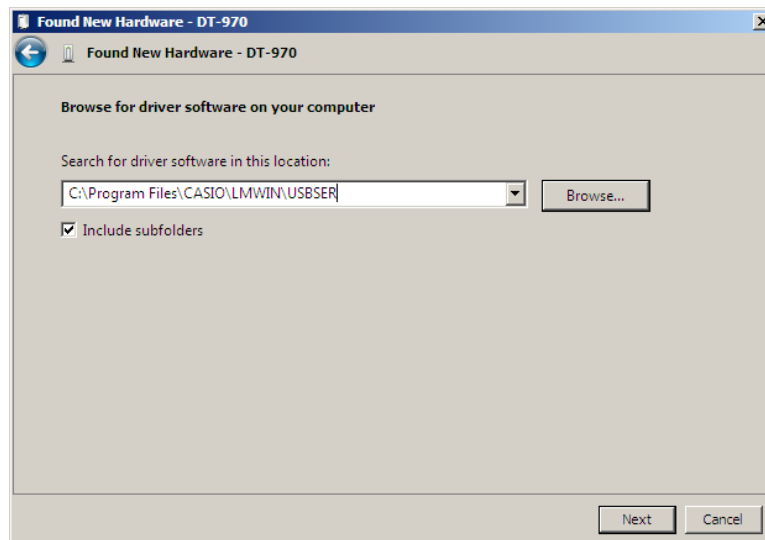 Found New Hardware - DT-970
Found New Hardware - DT-970
Browse for driver software on your computer
Search for driver software in this location:
C:\Program Files\CASIO\LMWIN\USBSER
Browse...
Include subfolders
Next
Cancel